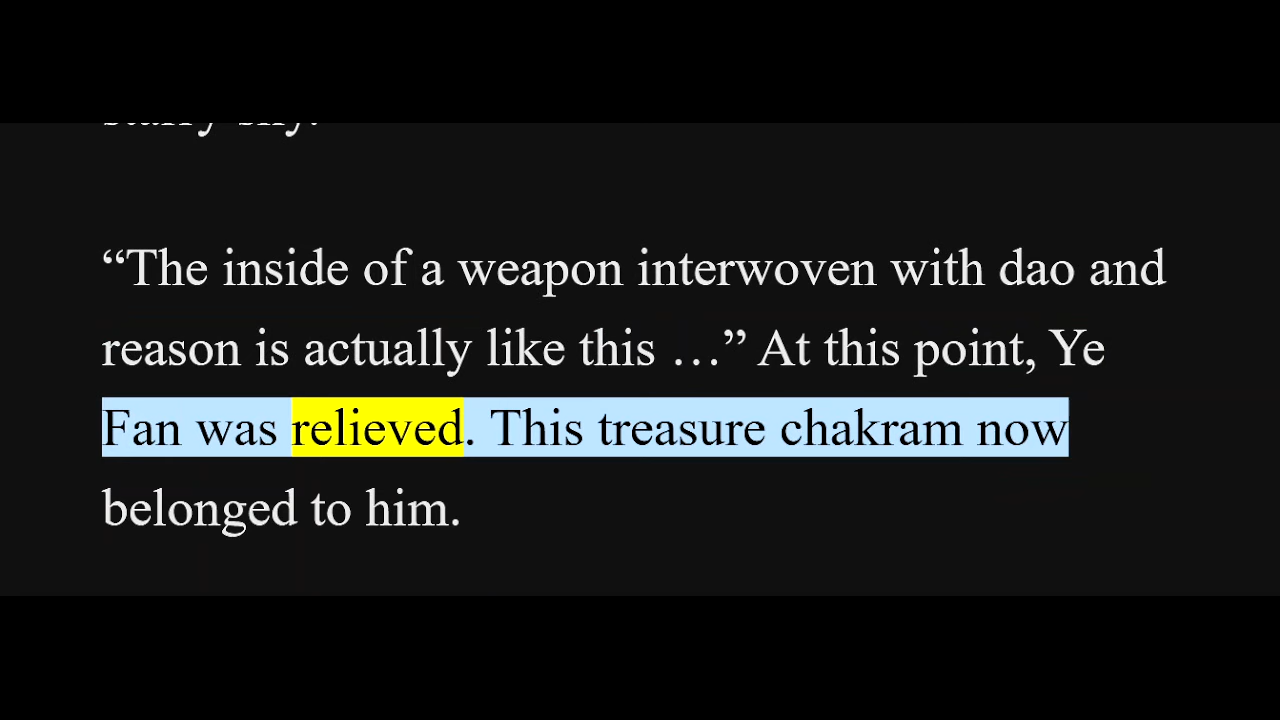 “The inside of a weapon interwoven with dao and
reason is actually like this …” At this point, Ye
Fan was relieved. This treasure chakram now
belonged to him.